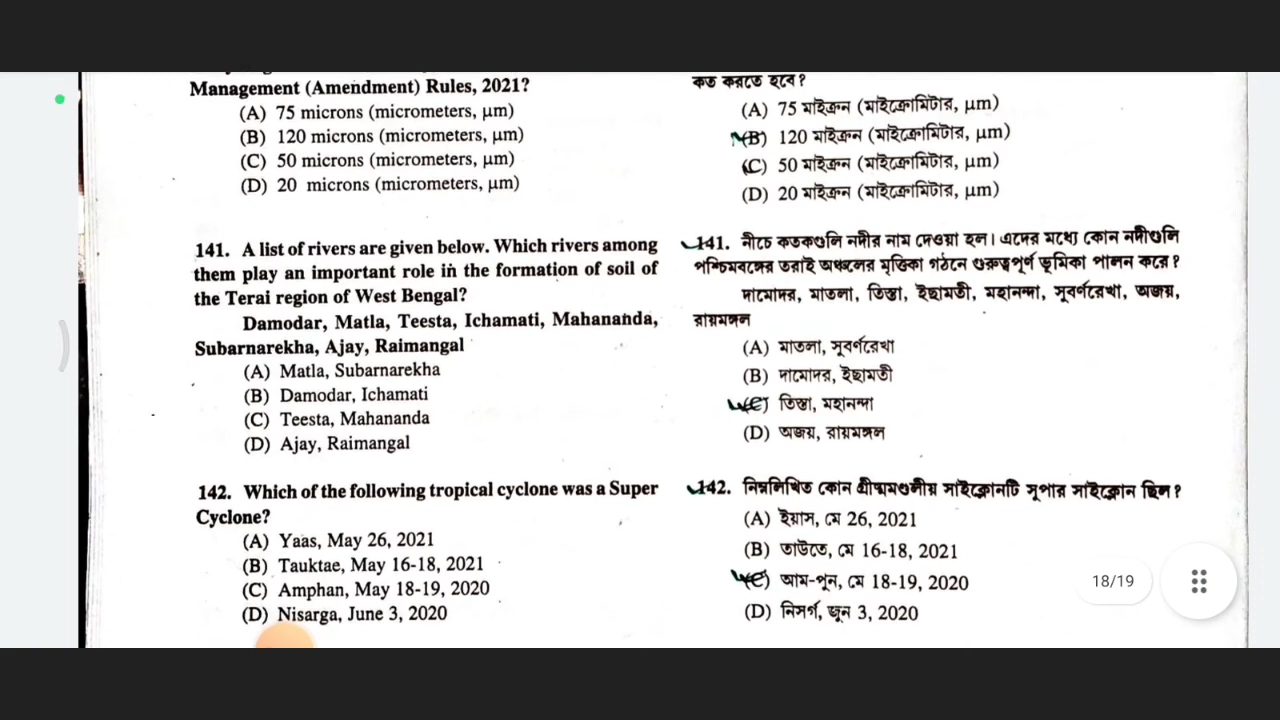 Management (Amendment) Rules, 2021?
(A) 75 microns (micrometers, μm)
(B) 120 microns (micrometers, μm)
(C) 50 microns (micrometers, μm)
(D) 20 microns (micrometers, μm)
141. A list of rivers are given below. Which rivers among
them play an important role in the formation of soil of
the Terai region of West Bengal?
Damodar, Matla, Teesta, Ichamati, Mahananda,
Subarnarekha, Ajay, Raimangal
(A) Matla, Subarnarekha
(B) Damodar, Ichamati
(C) Teesta, Mahananda
(D) Ajay, Raimangal
142. Which of the following tropical cyclone was a Super
Cyclone?
(A) Yaas, May 26, 2021
(B) Tauktae, May 16-18, 2021
(C) Amphan, May 18-19, 2020
(D) Nisarga, June 3, 2020
কত করতে হবে?
(A) 75 মাইক্রন (মাইক্রোমিটার, μm)
(B) 120 মাইক্রন (মাইক্রোমিটার, μm)
(C) 50 মাইক্রন (মাইক্রোমিটার, μm)
(D) 20 মাইক্রন (মাইক্রোমিটার, μm)
141. নীচে কতকগুলি নদীর নাম দেওয়া হল। এদের মধ্যে কোন নদীগুলি
পশ্চিমবঙ্গের তরাই অঞ্চলের মৃত্তিকা গঠনে গুরুত্বপূর্ণ ভূমিকা পালন করে?
দামোদর, মাতলা, তিস্তা, ইছামতী, মহানন্দা, সুবর্ণরেখা, অজয়,
রায়মঙ্গল
(A) মাতলা, সুবর্ণরেখা
(B) দামোদর, ইছামতী
(C) তিস্তা, মহানন্দা
(D) অজয়, রায়মঙ্গল
142. নিম্নলিখিত কোন গ্রীষ্মমণ্ডলীয় সাইক্লোনটি সুপার সাইক্লোন ছিল?
(A) ইয়াস, মে 26, 2021
(B) তাউতে, মে 16-18, 2021
(C) আম-পুন, মে 18-19, 2020
(D) নিসর্গ, জুন 3, 2020
18/19